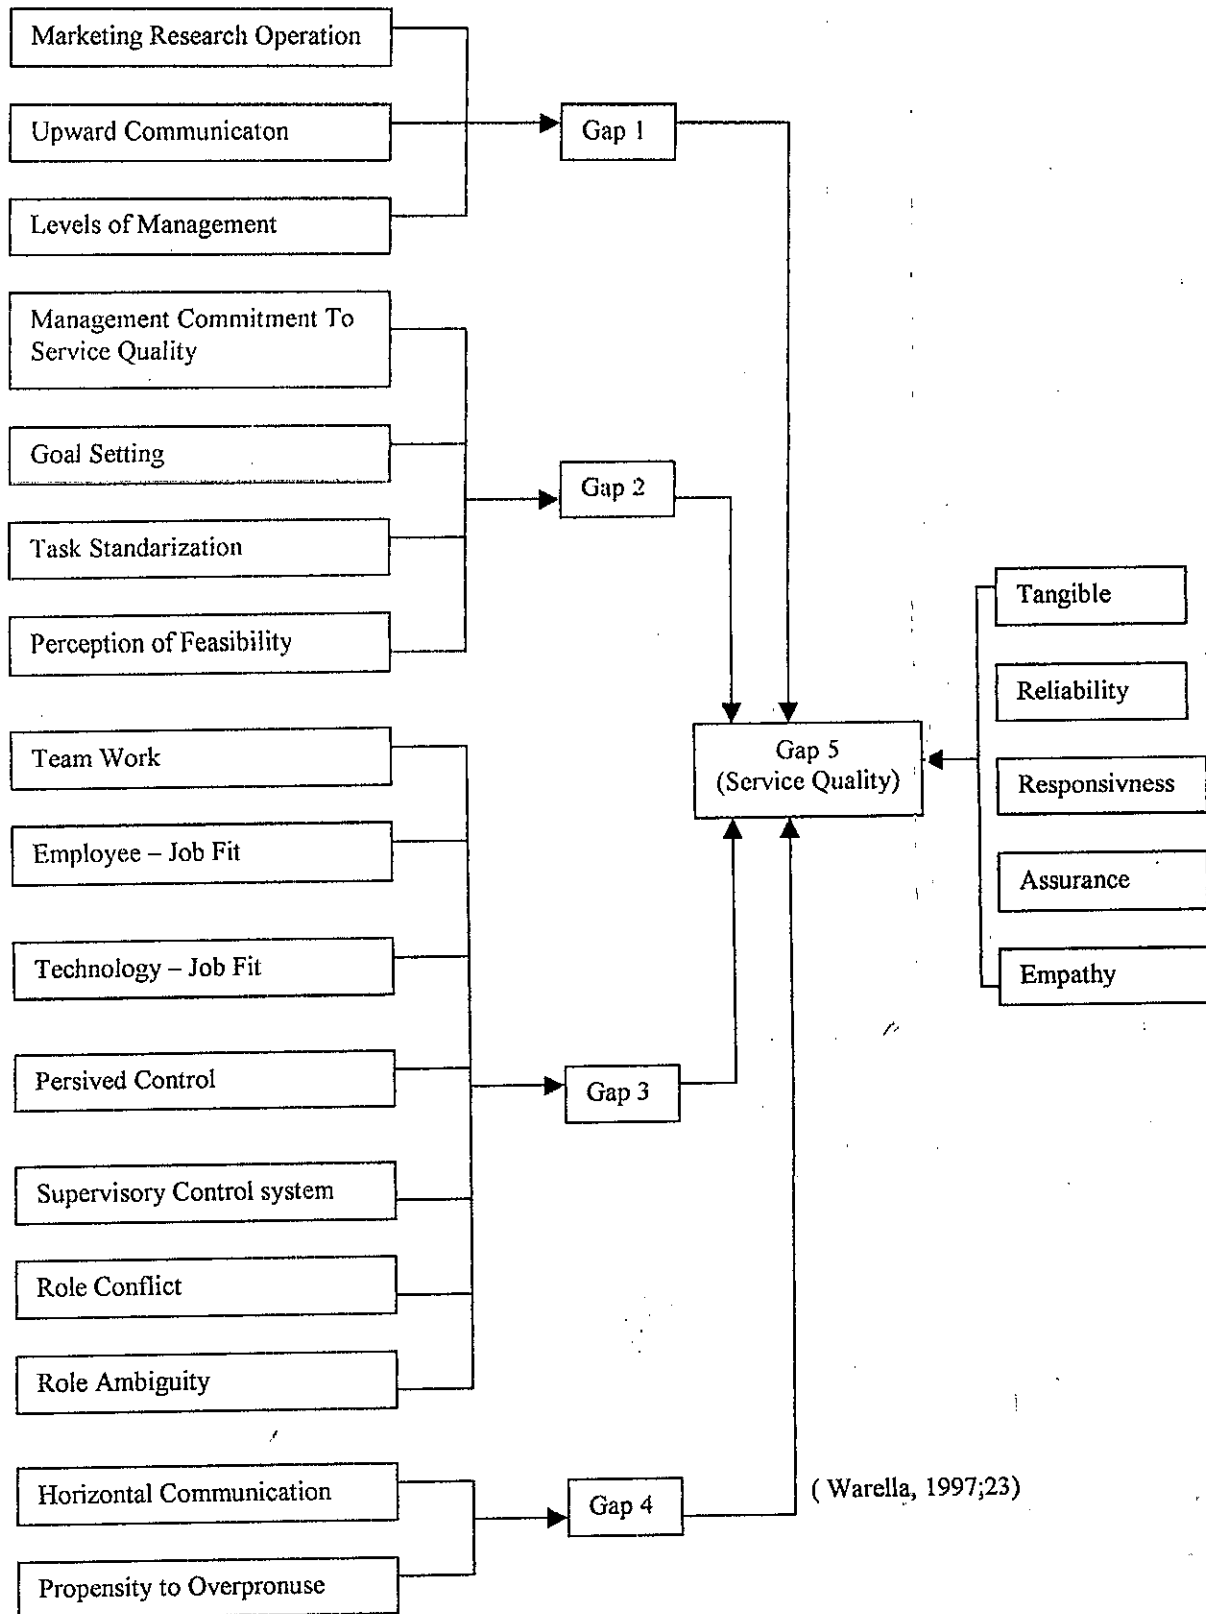 Marketing Research Operation
Upward Communicaton
Levels of Management
Gap 1
Management Commitment To
Service Quality
Goal Setting
Task Standarization
Perception of Feasibility
Gap 2
Team Work
Employee – Job Fit
Technology – Job Fit
Persived Control
Supervisory Control system
Role Conflict
Role Ambiguity
Gap 3
Horizontal Communication
Propensity to Overpronuse
Gap 4
Gap 5
(Service Quality)
Tangible
Reliability
Responsivness
Assurance
Empathy
( Warella, 1997;23)